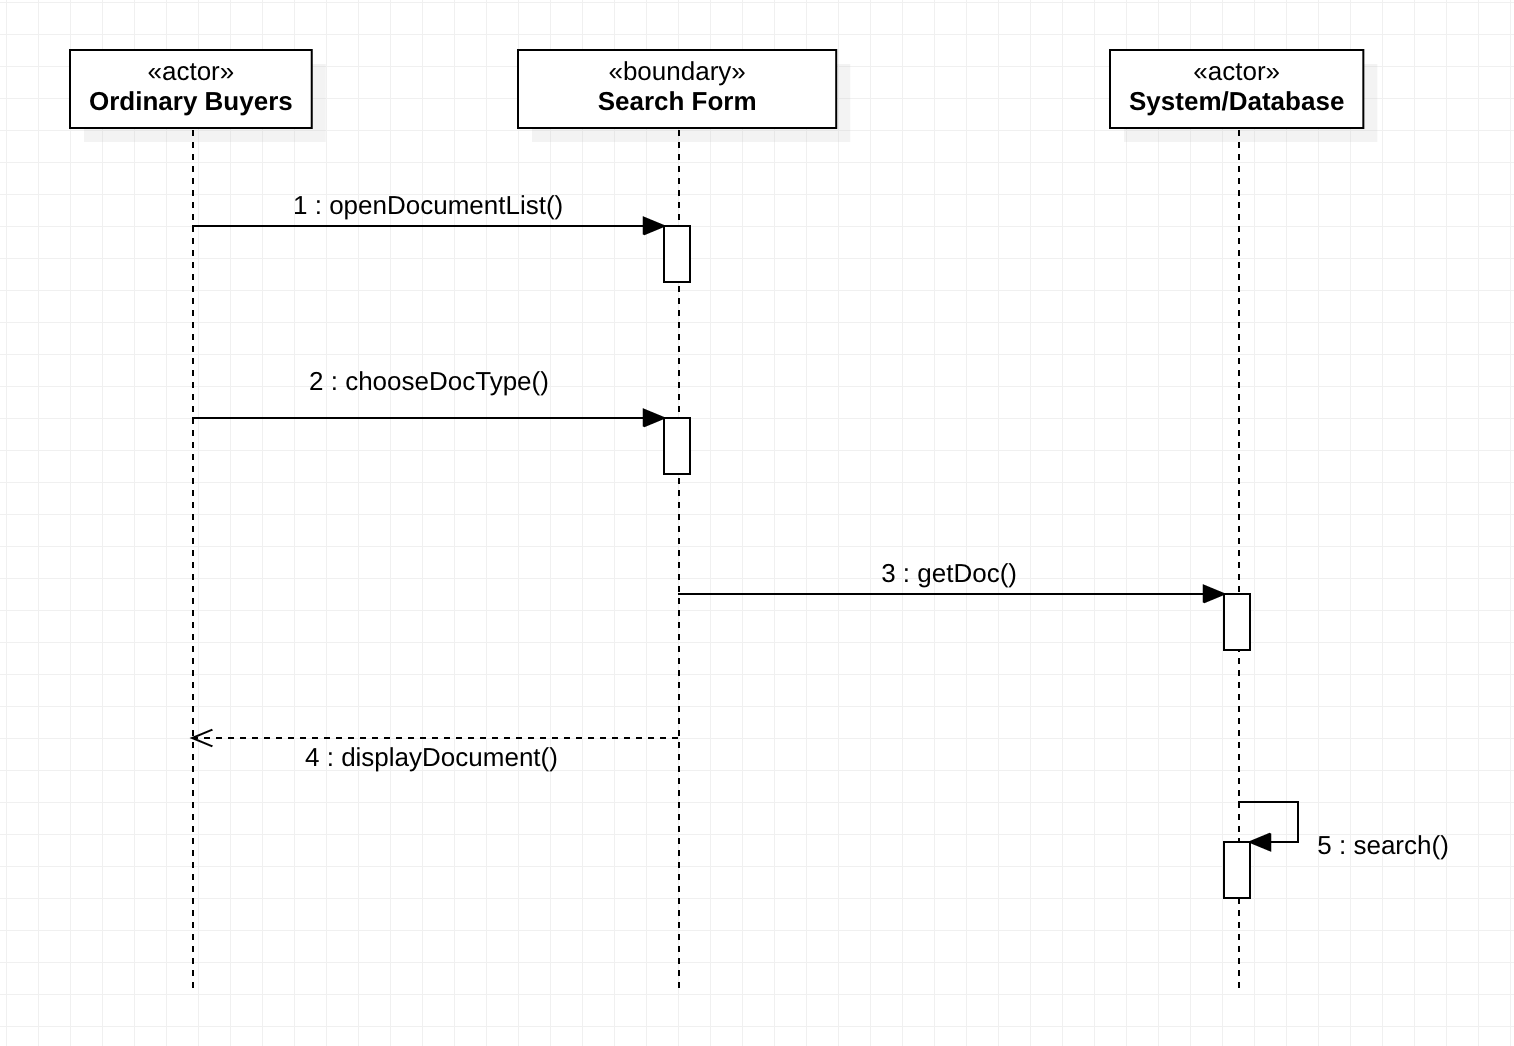 «actor»
Ordinary Buyers
«boundary»
Search Form
«actor»
System/Database
1 : openDocumentList()
2 : chooseDocType()
3 : getDoc()
4 : displayDocument()
5 : search()